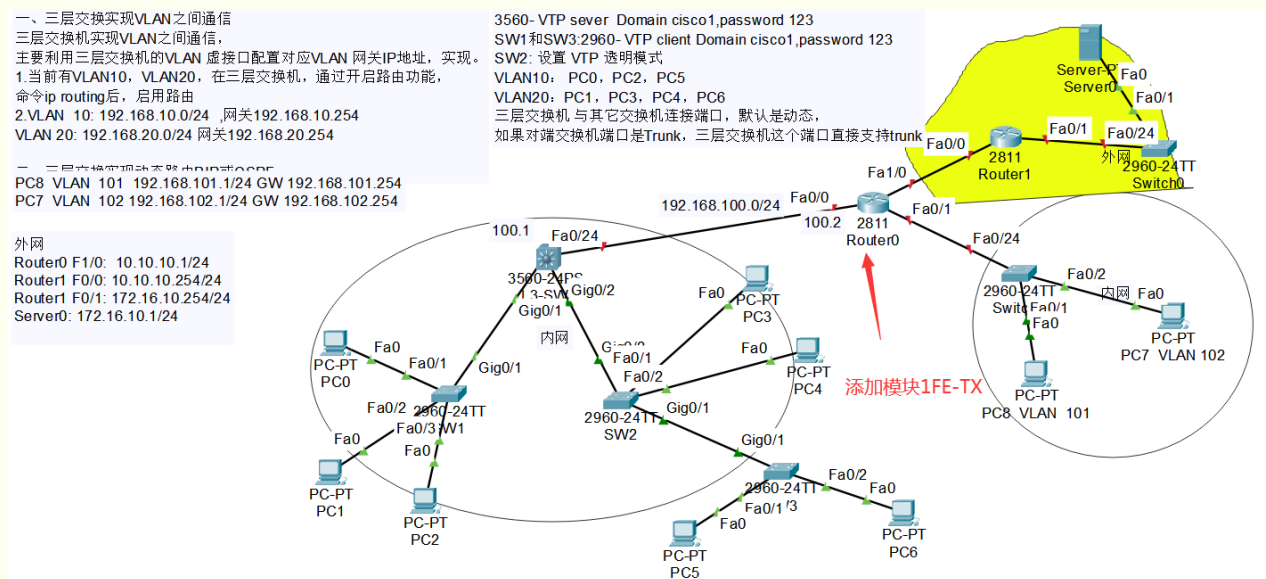 一、三层交换实现VLAN之间通信
三层交换机实现VLAN之间通信，
主要利用三层交换机的VLAN 虚接口配置对应VLAN 网关IP地址，实现。
1.当前有VLAN10，VLAN20，在三层交换机，通过开启路由功能，
命令ip routing后，启用路由
2.VLAN 10: 192.168.10.0/24 ,网关192.168.10.254
VLAN 20: 192.168.20.0/24 网关192.168.20.254
PC8 VLAN 101 192.168.101.1/24 GW 192.168.101.254
PC7 VLAN 102 192.168.102.1/24 GW 192.168.102.254
外网
Router0 F1/0: 10.10.10.1/24
Router1 F0/0: 10.10.10.254/24
Router1 F0/1: 172.16.10.254/24
Server0: 172.16.10.1/24
3560- VTP sever Domain cisco1,password 123
SW1和SW3:2960- VTP client Domain cisco1,password 123
SW2: 设置 VTP 透明模式
VLAN10： PC0，PC2，PC5
VLAN20：PC1，PC3，PC4，PC6
三层交换机 与其它交换机连接端口，默认是动态，
如果对端交换机端口是Trunk，三层交换机这个端口直接支持trunk
Fa0
Server0
Fa0/1
Fa0/1
Fa0/24
Fa0/0
外网
2811
Router1
2960-24TT
Switch0
Fa1/0
192.168.100.0/24
Fa0/0
100.2
2811
Router0
Fa0/1
100.1
Fa0/24
Gig0/2
Gig0/1
内网
Fa0
PC-PT
PC3
Fa0/1
Fa0/2
Fa0
PC-PT
PC4
2960-24TT
SW2
Gig0/1
PC-PT
PC0
Fa0
Fa0/1
Gig0/1
2960-24TT
Fa0/2
Fa0/3
Fa0
Fa0
PC-PT
PC1
PC-PT
PC2
Gig0/1
2960-24TT
Fa0/2
Fa0
Fa0/1
Fa0
PC-PT
PC5
PC-PT
PC6
Fa0/24
2960-24TT
Fa0/2
内网
Fa0
Fa0/1
Fa0
PC-PT
PC7 VLAN 102
PC-PT
PC8 VLAN 101
添加模块1FE-TX